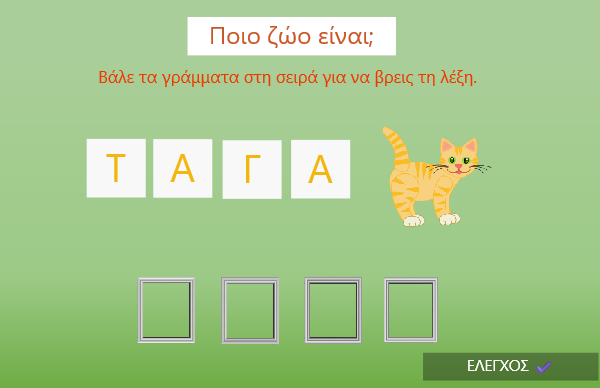 Ποιο ζώο είναι;
Βάλε τα γράμματα στη σειρά για να βρεις τη λέξη.
Τ Α Γ Α
ΕΛΕΓΧΟΣ